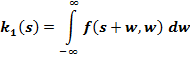 k₁(s) = ∫_{-∞}^{∞} f(s + w, w) dw